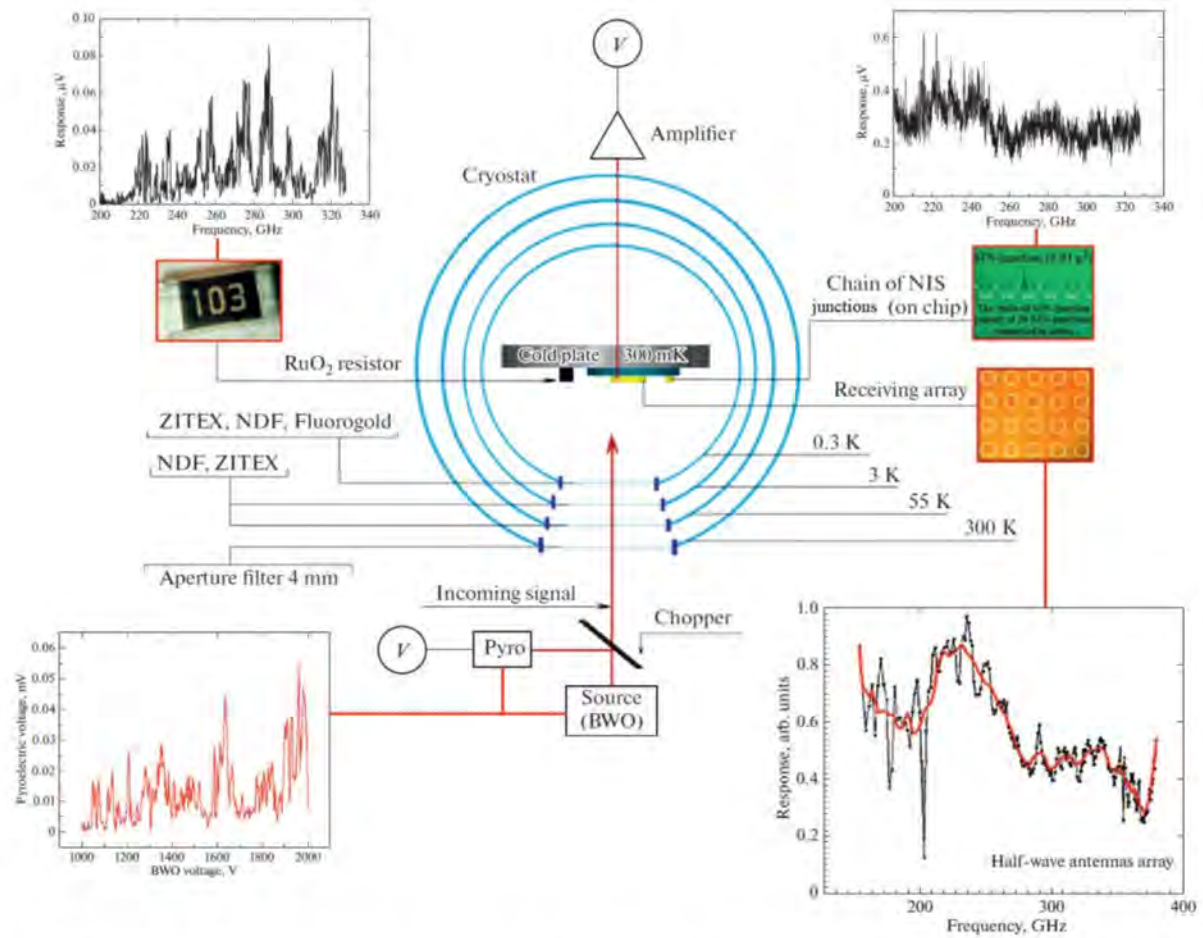 0.10
0.08
0.06
0.04
0.02
0
Response, μV
200 220 240 260 280 300 320 340
Frequency, GHz
V
Amplifier
Cryostat
0.6
0.4
0.2
0
Response, μV
200 220 240 260 280 300 320 340
Frequency, GHz
103
RuO₂ resistor
Cold plate 300 mK
Chain of NIS
junctions (on chip)
Receiving array
ZITEX, NDF, Fluorogold
NDF, ZITEX
Aperture filter 4 mm
0.3 K
3 K
55 K
300 K
Incoming signal
Chopper
V
Pyro
Source
(BWO)
0.06
0.05
0.04
0.03
0.02
0.01
0
Pyroelectric voltage, mV
1000 1200 1400 1600 1800 2000
BWO voltage, V
1.0
0.8
0.6
0.4
0.2
0
Response, arb. units
Half-wave antennas array
200 300 400
Frequency, GHz